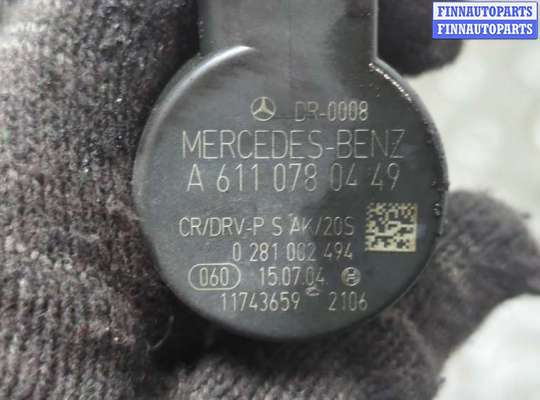 FINNAUTOPARTS
FINNAUTOPARTS
DR-0008
MERCEDES-BENZ
A 611 078 04 49
CR/DRV-P S AK/20S
0 281 002 494
060 15.07.04
11743659 2106